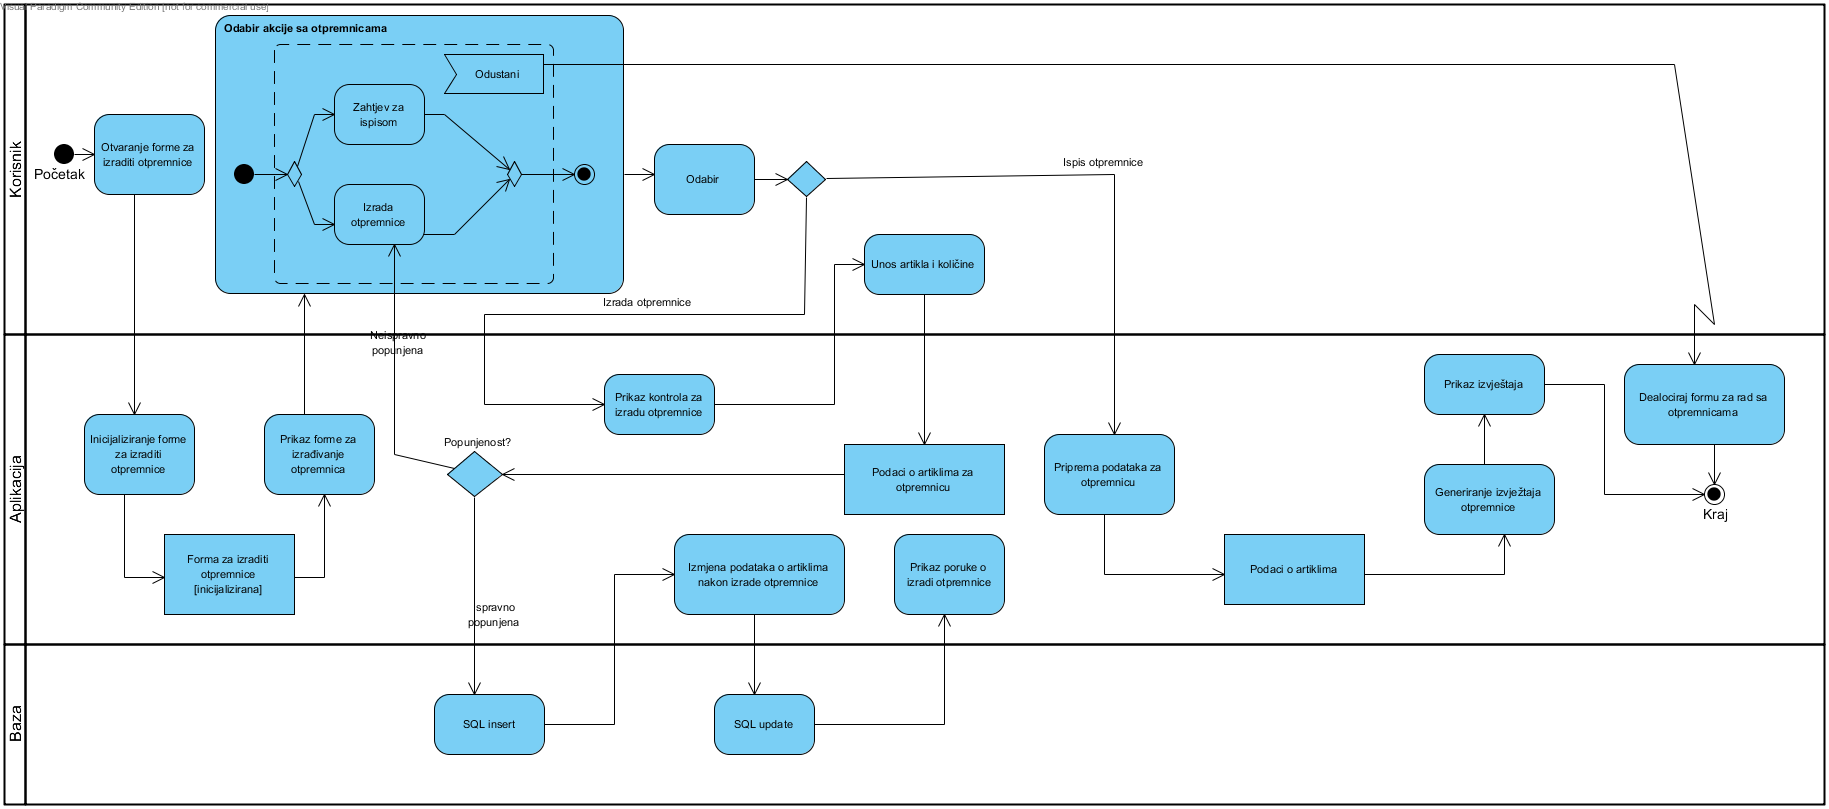 Visual Paradigm Community Edition [not for commercial use]
Odabir akcije sa otpremnicama
Odustani
Zahtjev za
ispisom
Korisnik
Početak
Otvaranje forme za
izraditi otpremnice
Izrada
otpremnice
Odabir
Ispis otpremnice
Unos artikla i količine
Izrada otpremnice
Neispravno
popunjena
Aplikacija
Inicijaliziranje forme
za izraditi
otpremnice
Prikaz forme za
izrađivanje
otpremnica
Popunjenost?
Prikaz kontrola za
izradu otpremnice
Podaci o artiklima za
otpremnicu
Priprema podataka za
otpremnicu
Prikaz izvještaja
Generiranje izvježtaja
otpremnice
Dealociraj formu za rad sa
otpremnicama
Kraj
Forma za izraditi
otpremnice
[inicijalizirana]
Izmjena podataka o artiklima
nakon izrade otpremnice
Prikaz poruke o
izradi otpremnice
Podaci o artiklima
spravno
popunjena
Baza
SQL insert
SQL update